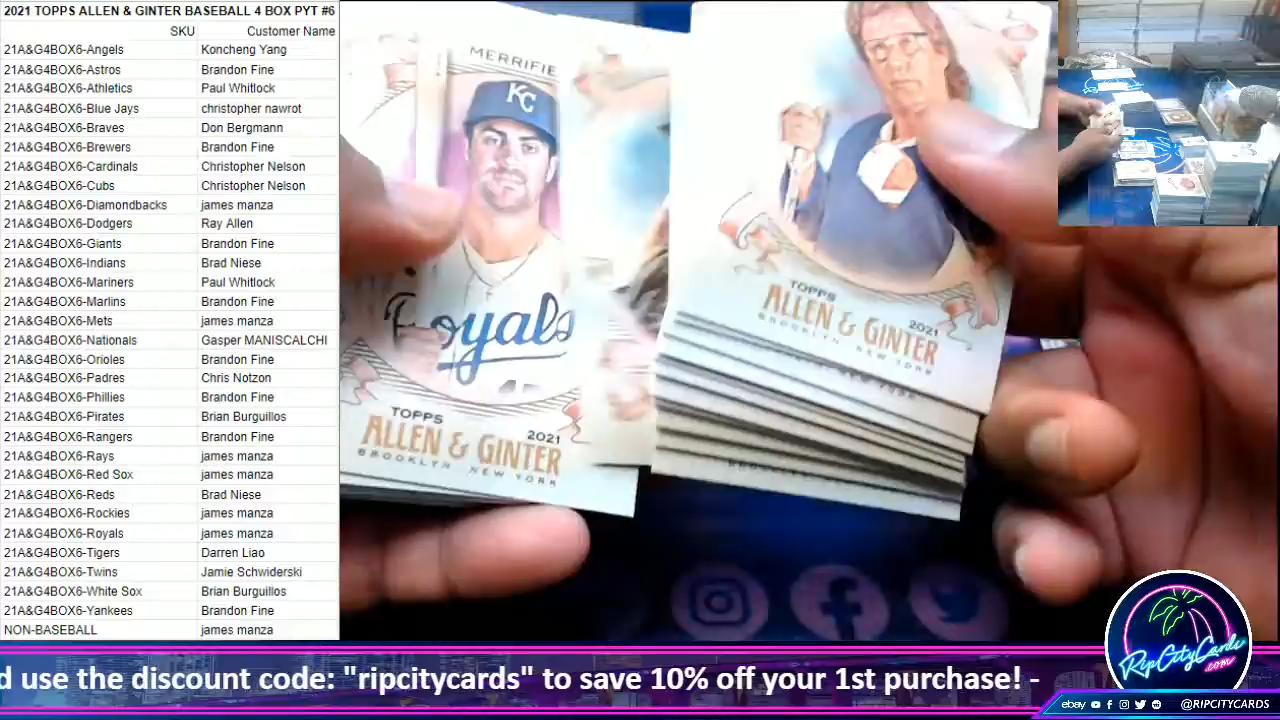 2021 TOPPS ALLEN & GINTER BASEBALL 4 BOX PYT #6
SKU Customer Name
21A&G4BOX6-Angels Koncheng Yang
21A&G4BOX6-Astros Brandon Fine
21A&G4BOX6-Athletics Paul Whitlock
21A&G4BOX6-Blue Jays christopher nawrot
21A&G4BOX6-Braves Don Bergmann
21A&G4BOX6-Brewers Brandon Fine
21A&G4BOX6-Cardinals Christopher Nelson
21A&G4BOX6-Cubs Christopher Nelson
21A&G4BOX6-Diamondbacks james manza
21A&G4BOX6-Dodgers Ray Allen
21A&G4BOX6-Giants Brandon Fine
21A&G4BOX6-Indians Brad Niese
21A&G4BOX6-Mariners Paul Whitlock
21A&G4BOX6-Marlins Brandon Fine
21A&G4BOX6-Mets james manza
21A&G4BOX6-Nationals Gasper MANISCALCHI
21A&G4BOX6-Orioles Brandon Fine
21A&G4BOX6-Padres Chris Notzon
21A&G4BOX6-Phillies Brandon Fine
21A&G4BOX6-Pirates Brian Burguillos
21A&G4BOX6-Rangers Brandon Fine
21A&G4BOX6-Rays james manza
21A&G4BOX6-Red Sox james manza
21A&G4BOX6-Reds Brad Niese
21A&G4BOX6-Rockies james manza
21A&G4BOX6-Royals james manza
21A&G4BOX6-Tigers Darren Liao
21A&G4BOX6-Twins Jamie Schwiderski
21A&G4BOX6-White Sox Brian Burguillos
21A&G4BOX6-Yankees Brandon Fine
NON-BASEBALL james manza
MERRIFIE
KC
Royals
TOPPS 2021
ALLEN & GINTER
BROOKLYN NEW YORK
TOPPS 2021
ALLEN & GINTER
BROOKLYN NEW YORK
d use the discount code: "ripcitycards" to save 10% off your 1st purchase! -
RipCityCards
.com
ebay @RIPCITYCARDS